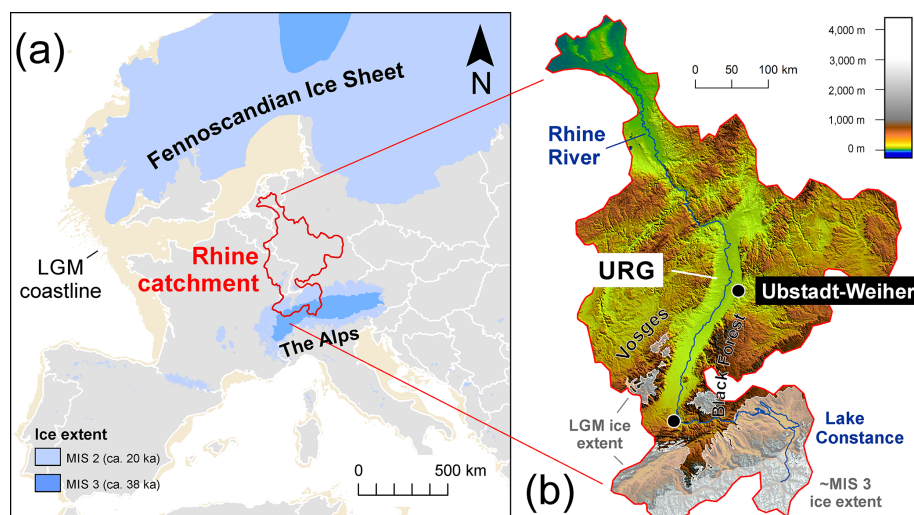 (a)
N
Fennoscandian Ice Sheet
LGM
coastline
Rhine
catchment
The Alps
Ice extent
MIS 2 (ca. 20 ka)
MIS 3 (ca. 38 ka)
0 500 km
4,000 m
3,000 m
2,000 m
1,000 m
0 m
0 50 100 km
Rhine
River
URG
Ubstadt-Weiher
Vosges
Black Forest
LGM ice
extent
Lake
Constance
~MIS 3
ice extent
(b)